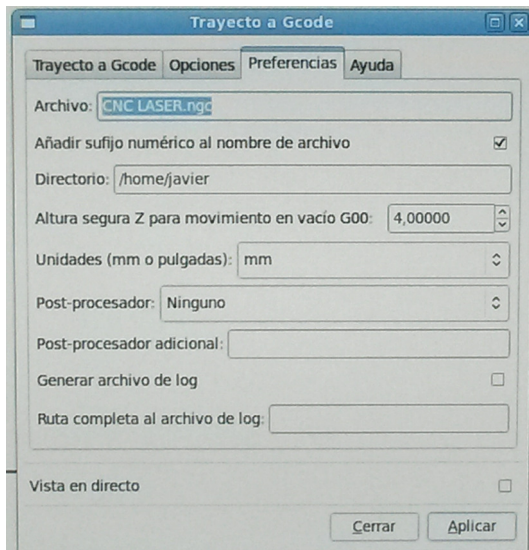 Trayecto a Gcode
Trayecto a Gcode Opciones Preferencias Ayuda
Archivo: CNC LASER.ngc
Añadir sufijo numérico al nombre de archivo
Directorio: /home/javier
Altura segura Z para movimiento en vacío G00: 4,00000
Unidades (mm o pulgadas): mm
Post-procesador: Ninguno
Post-procesador adicional:
Generar archivo de log
Ruta completa al archivo de log:
Vista en directo
Cerrar Aplicar